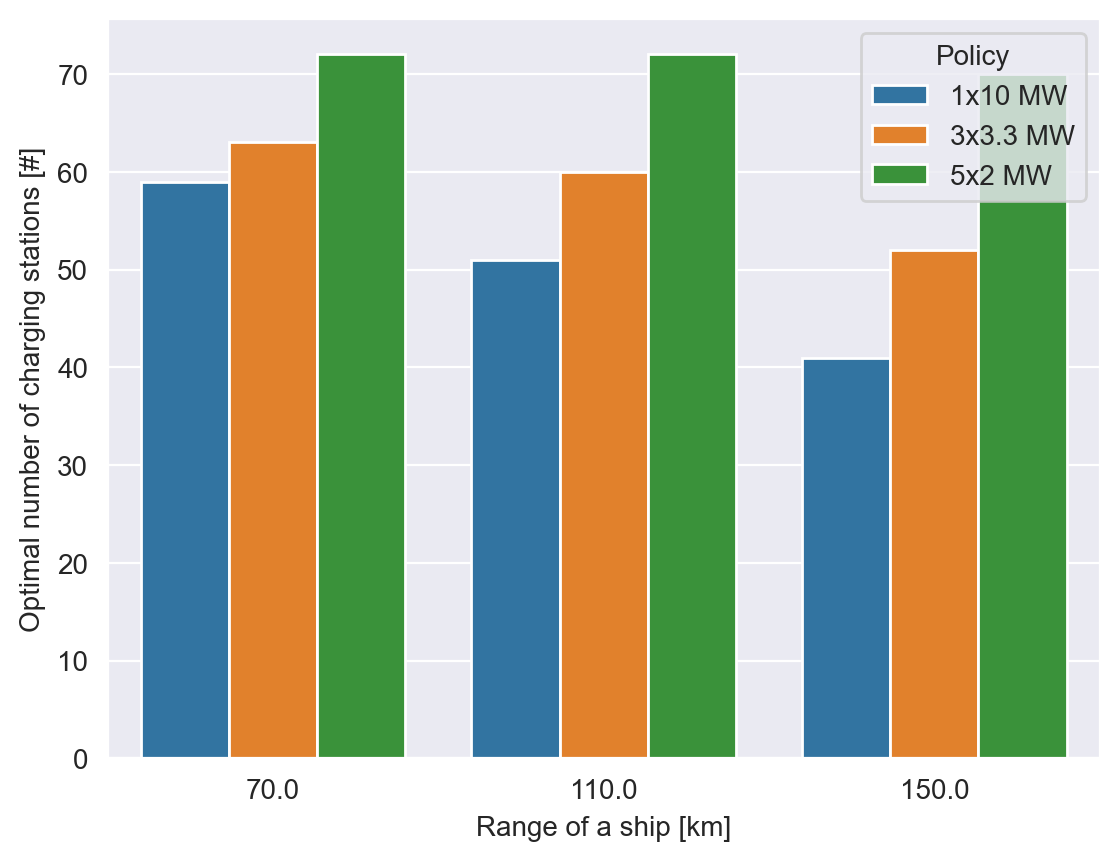 Policy
1x10 MW
3x3.3 MW
5x2 MW
Optimal number of charging stations [#]
70
60
50
40
30
20
10
0
70.0 110.0 150.0
Range of a ship [km]